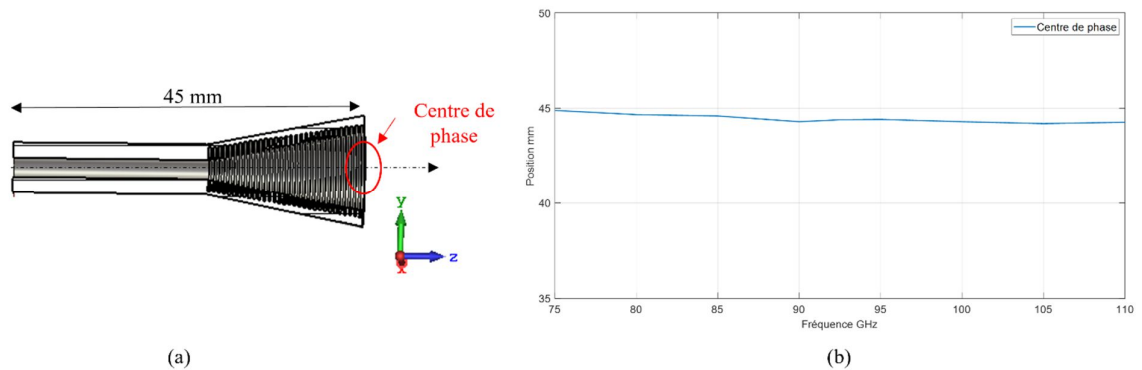 45 mm
Centre de
phase
y
x
z
(a)
50
45
40
35
Position mm
75
80
85
90
95
100
105
110
Fréquence GHz
Centre de phase
(b)